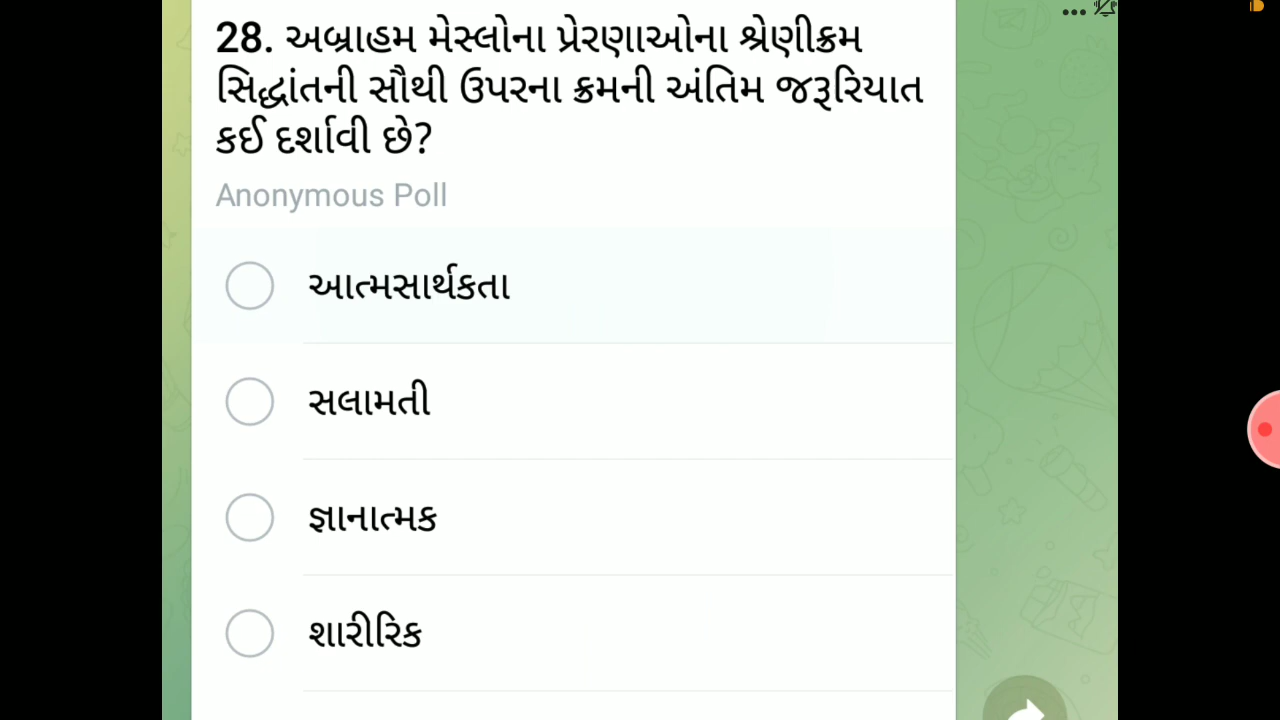 28. અબ્રાહમ મેસ્લોના પ્રેરણાઓના શ્રેણીક્રમ
સિદ્ધાંતની સૌથી ઉપરના ક્રમની અંતિમ જરૂરિયાત
કઈ દર્શાવી છે?
Anonymous Poll
આત્મસાર્થકતા
સલામતી
જ્ઞાનાત્મક
શારીરિક